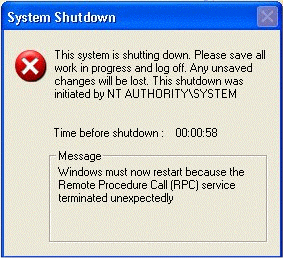 System Shutdown
This system is shutting down. Please save all
work in progress and log off. Any unsaved
changes will be lost. This shutdown was
initiated by NT AUTHORITY\SYSTEM
Time before shutdown : 00:00:58
Message
Windows must now restart because the
Remote Procedure Call (RPC) service
terminated unexpectedly